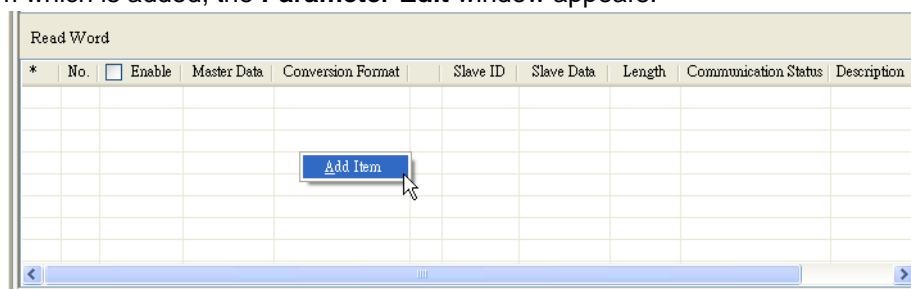 which is added, the Parameter Edit window appears.
Read Word
* No. Enable Master Data Conversion Format Slave ID Slave Data Length Communication Status Description
Add Item